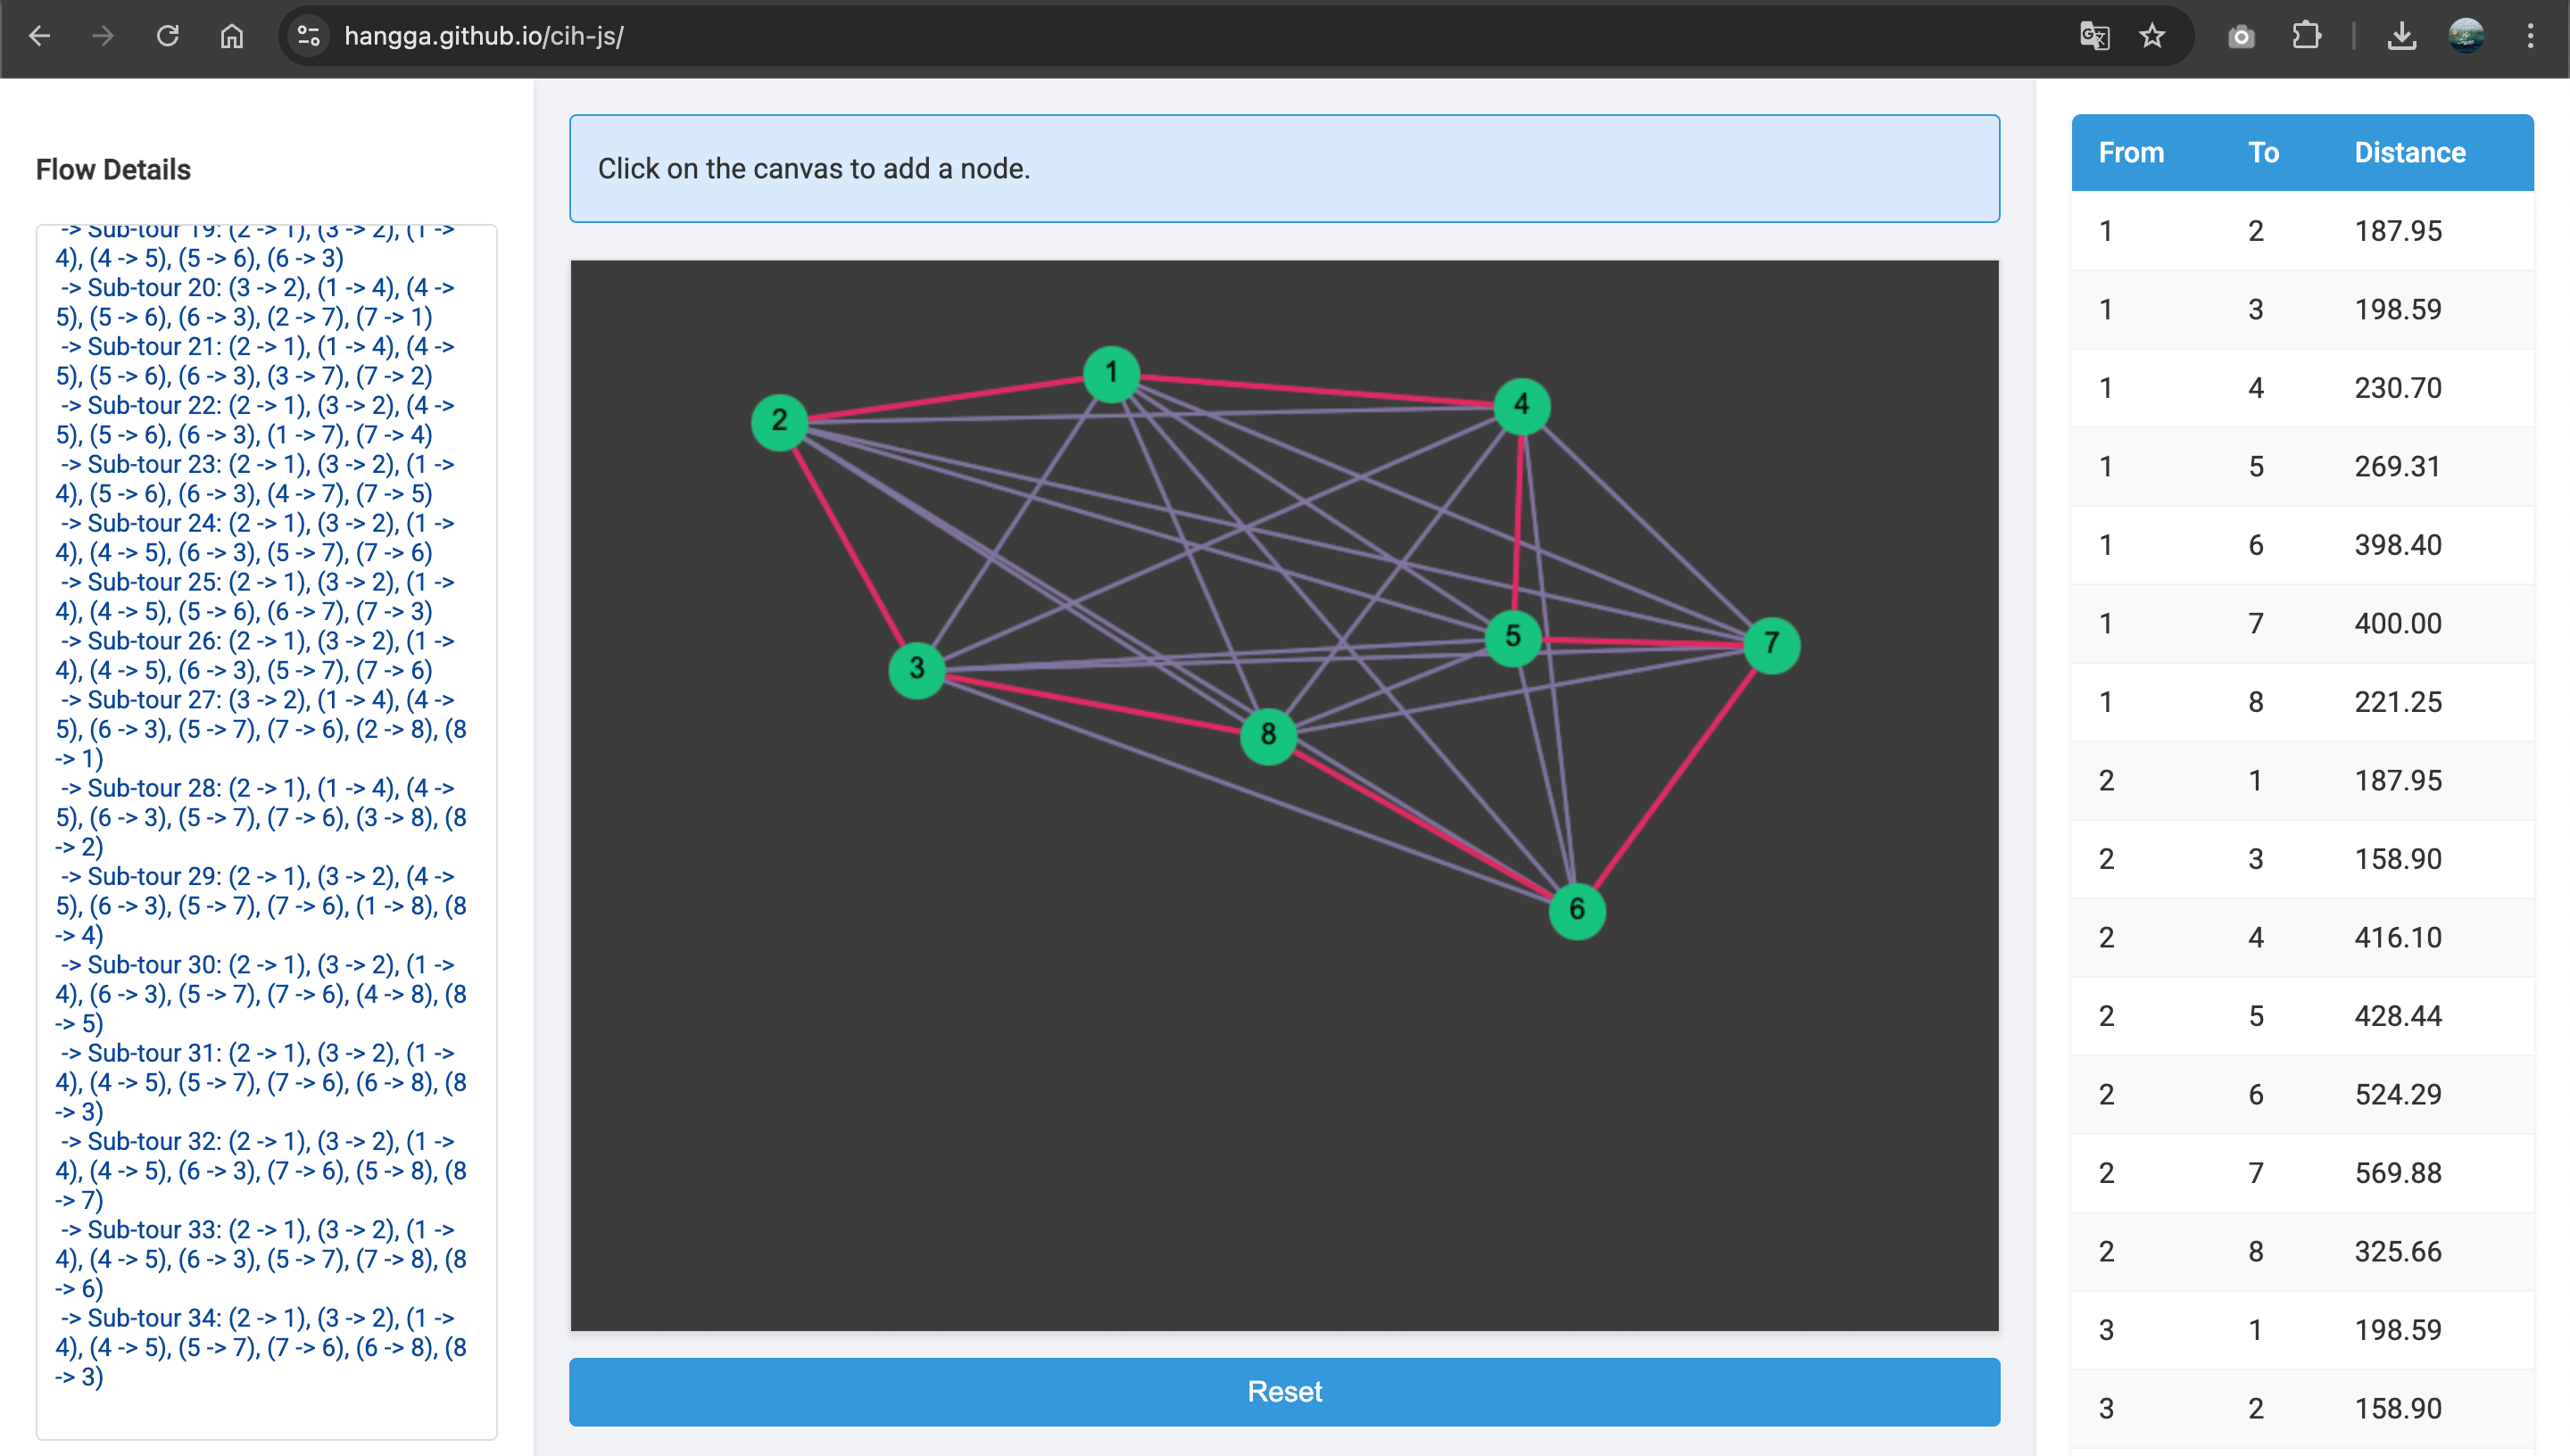 hangga.github.io/cih-js/
Flow Details
-> Sub-tour 19: (2 -> 1), (3 -> 2), (1 ->
4), (4 -> 5), (5 -> 6), (6 -> 3)
-> Sub-tour 20: (3 -> 2), (1 -> 4), (4 ->
5), (5 -> 6), (6 -> 3), (2 -> 7), (7 -> 1)
-> Sub-tour 21: (2 -> 1), (1 -> 4), (4 ->
5), (5 -> 6), (6 -> 3), (3 -> 7), (7 -> 2)
-> Sub-tour 22: (2 -> 1), (3 -> 2), (4 ->
5), (5 -> 6), (6 -> 3), (1 -> 7), (7 -> 4)
-> Sub-tour 23: (2 -> 1), (3 -> 2), (1 ->
4), (5 -> 6), (6 -> 3), (4 -> 7), (7 -> 5)
-> Sub-tour 24: (2 -> 1), (3 -> 2), (1 ->
4), (4 -> 5), (6 -> 3), (5 -> 7), (7 -> 6)
-> Sub-tour 25: (2 -> 1), (3 -> 2), (1 ->
4), (4 -> 5), (5 -> 6), (6 -> 7), (7 -> 3)
-> Sub-tour 26: (2 -> 1), (3 -> 2), (1 ->
4), (4 -> 5), (6 -> 3), (5 -> 7), (7 -> 6)
-> Sub-tour 27: (3 -> 2), (1 -> 4), (4 ->
5), (6 -> 3), (5 -> 7), (7 -> 6), (2 -> 8), (8
-> 1)
-> Sub-tour 28: (2 -> 1), (1 -> 4), (4 ->
5), (6 -> 3), (5 -> 7), (7 -> 6), (3 -> 8), (8
-> 2)
-> Sub-tour 29: (2 -> 1), (3 -> 2), (4 ->
5), (6 -> 3), (5 -> 7), (7 -> 6), (1 -> 8), (8
-> 4)
-> Sub-tour 30: (2 -> 1), (3 -> 2), (1 ->
4), (6 -> 3), (5 -> 7), (7 -> 6), (4 -> 8), (8
-> 5)
-> Sub-tour 31: (2 -> 1), (3 -> 2), (1 ->
4), (4 -> 5), (5 -> 7), (7 -> 6), (6 -> 8), (8
-> 3)
-> Sub-tour 32: (2 -> 1), (3 -> 2), (1 ->
4), (4 -> 5), (6 -> 3), (7 -> 6), (5 -> 8), (8
-> 7)
-> Sub-tour 33: (2 -> 1), (3 -> 2), (1 ->
4), (4 -> 5), (6 -> 3), (5 -> 7), (7 -> 8), (8
-> 6)
-> Sub-tour 34: (2 -> 1), (3 -> 2), (1 ->
4), (4 -> 5), (5 -> 7), (7 -> 6), (6 -> 8), (8
-> 3)
Click on the canvas to add a node.
1
2
4
5
7
3
8
6
Reset
From To Distance
1 2 187.95
1 3 198.59
1 4 230.70
1 5 269.31
1 6 398.40
1 7 400.00
1 8 221.25
2 1 187.95
2 3 158.90
2 4 416.10
2 5 428.44
2 6 524.29
2 7 569.88
2 8 325.66
3 1 198.59
3 2 158.90